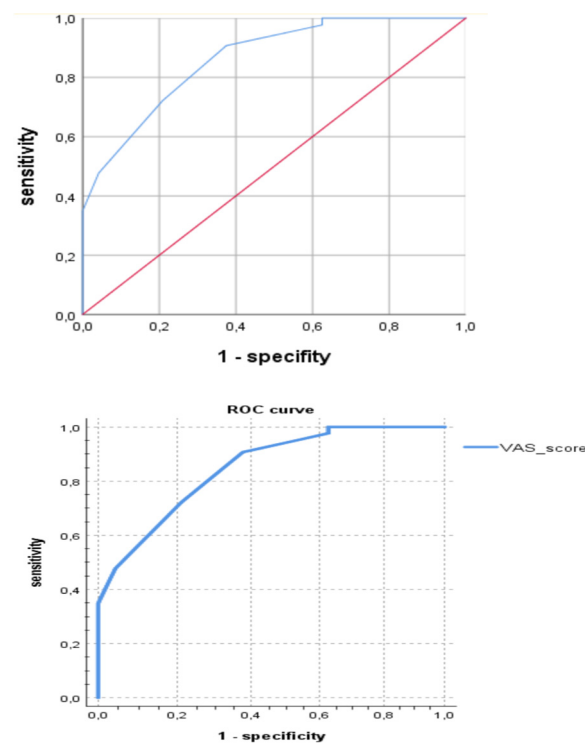 1,0
0,8
0,6
0,4
0,2
0,0
sensitivity
0,0 0,2 0,4 0,6 0,8 1,0
1 - specifity
ROC curve
1,0
0,8
0,6
0,4
0,2
0,0
sensitivity
VAS_score
0,0 0,2 0,4 0,6 0,8 1,0
1 - specificity